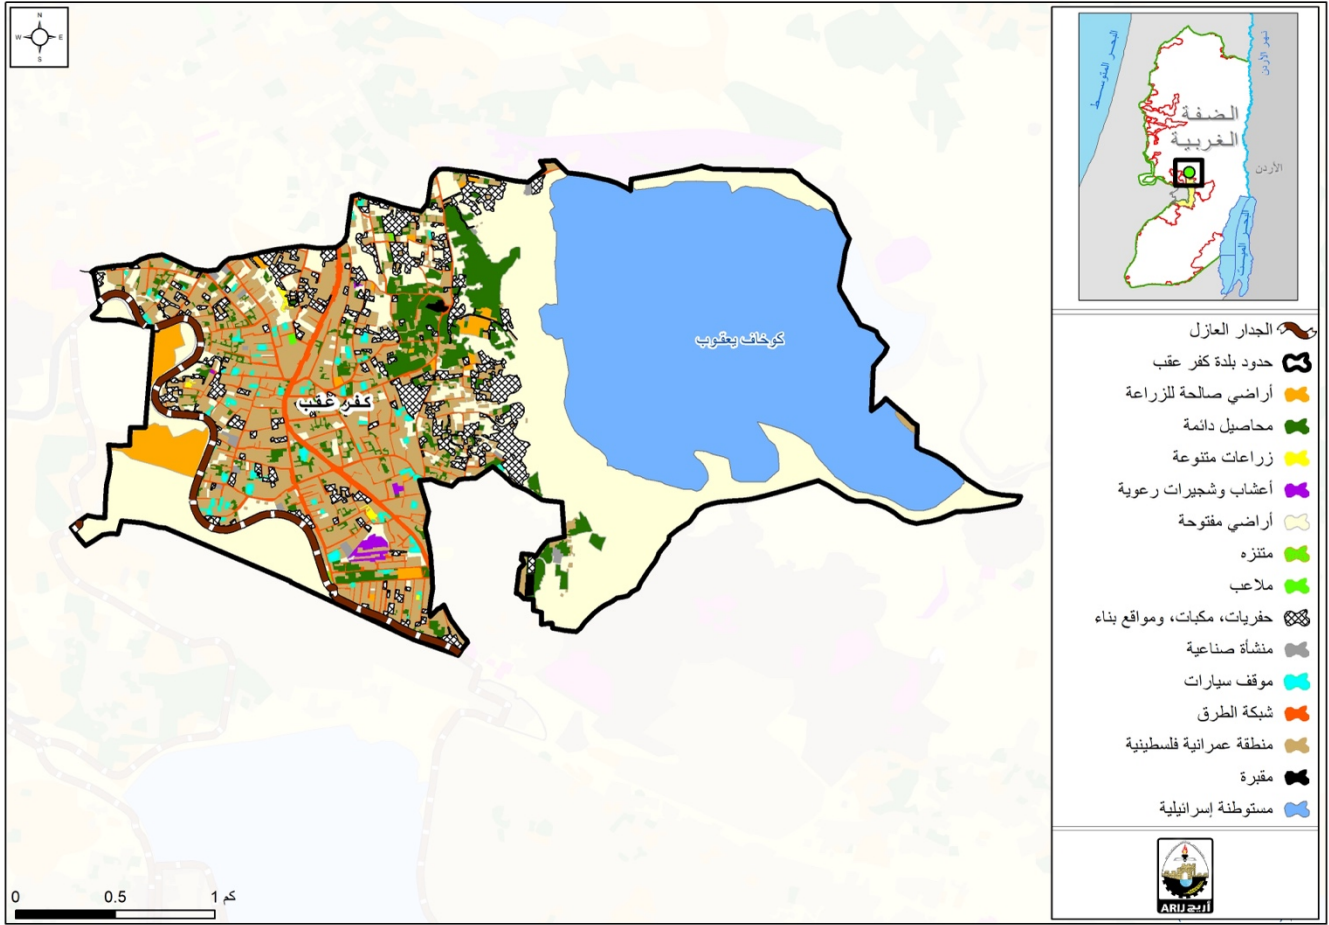 N
W E
S
البحر المتوسط
نهر الأردن
الضفة
الغربية
الأردن
البحر الميت
كوخاف يعقوب
كفر عقب
الجدار العازل
حدود بلدة كفر عقب
أراضي صالحة للزراعة
محاصيل دائمة
زراعات متنوعة
أعشاب وشجيرات رعوية
أراضي مفتوحة
متنزه
ملاعب
حفريات، مكبات، ومواقع بناء
منشأة صناعية
موقف سيارات
شبكة الطرق
منطقة عمرانية فلسطينية
مقبرة
مستوطنة إسرائيلية
0 0.5 1 كم
ARIJ أريج